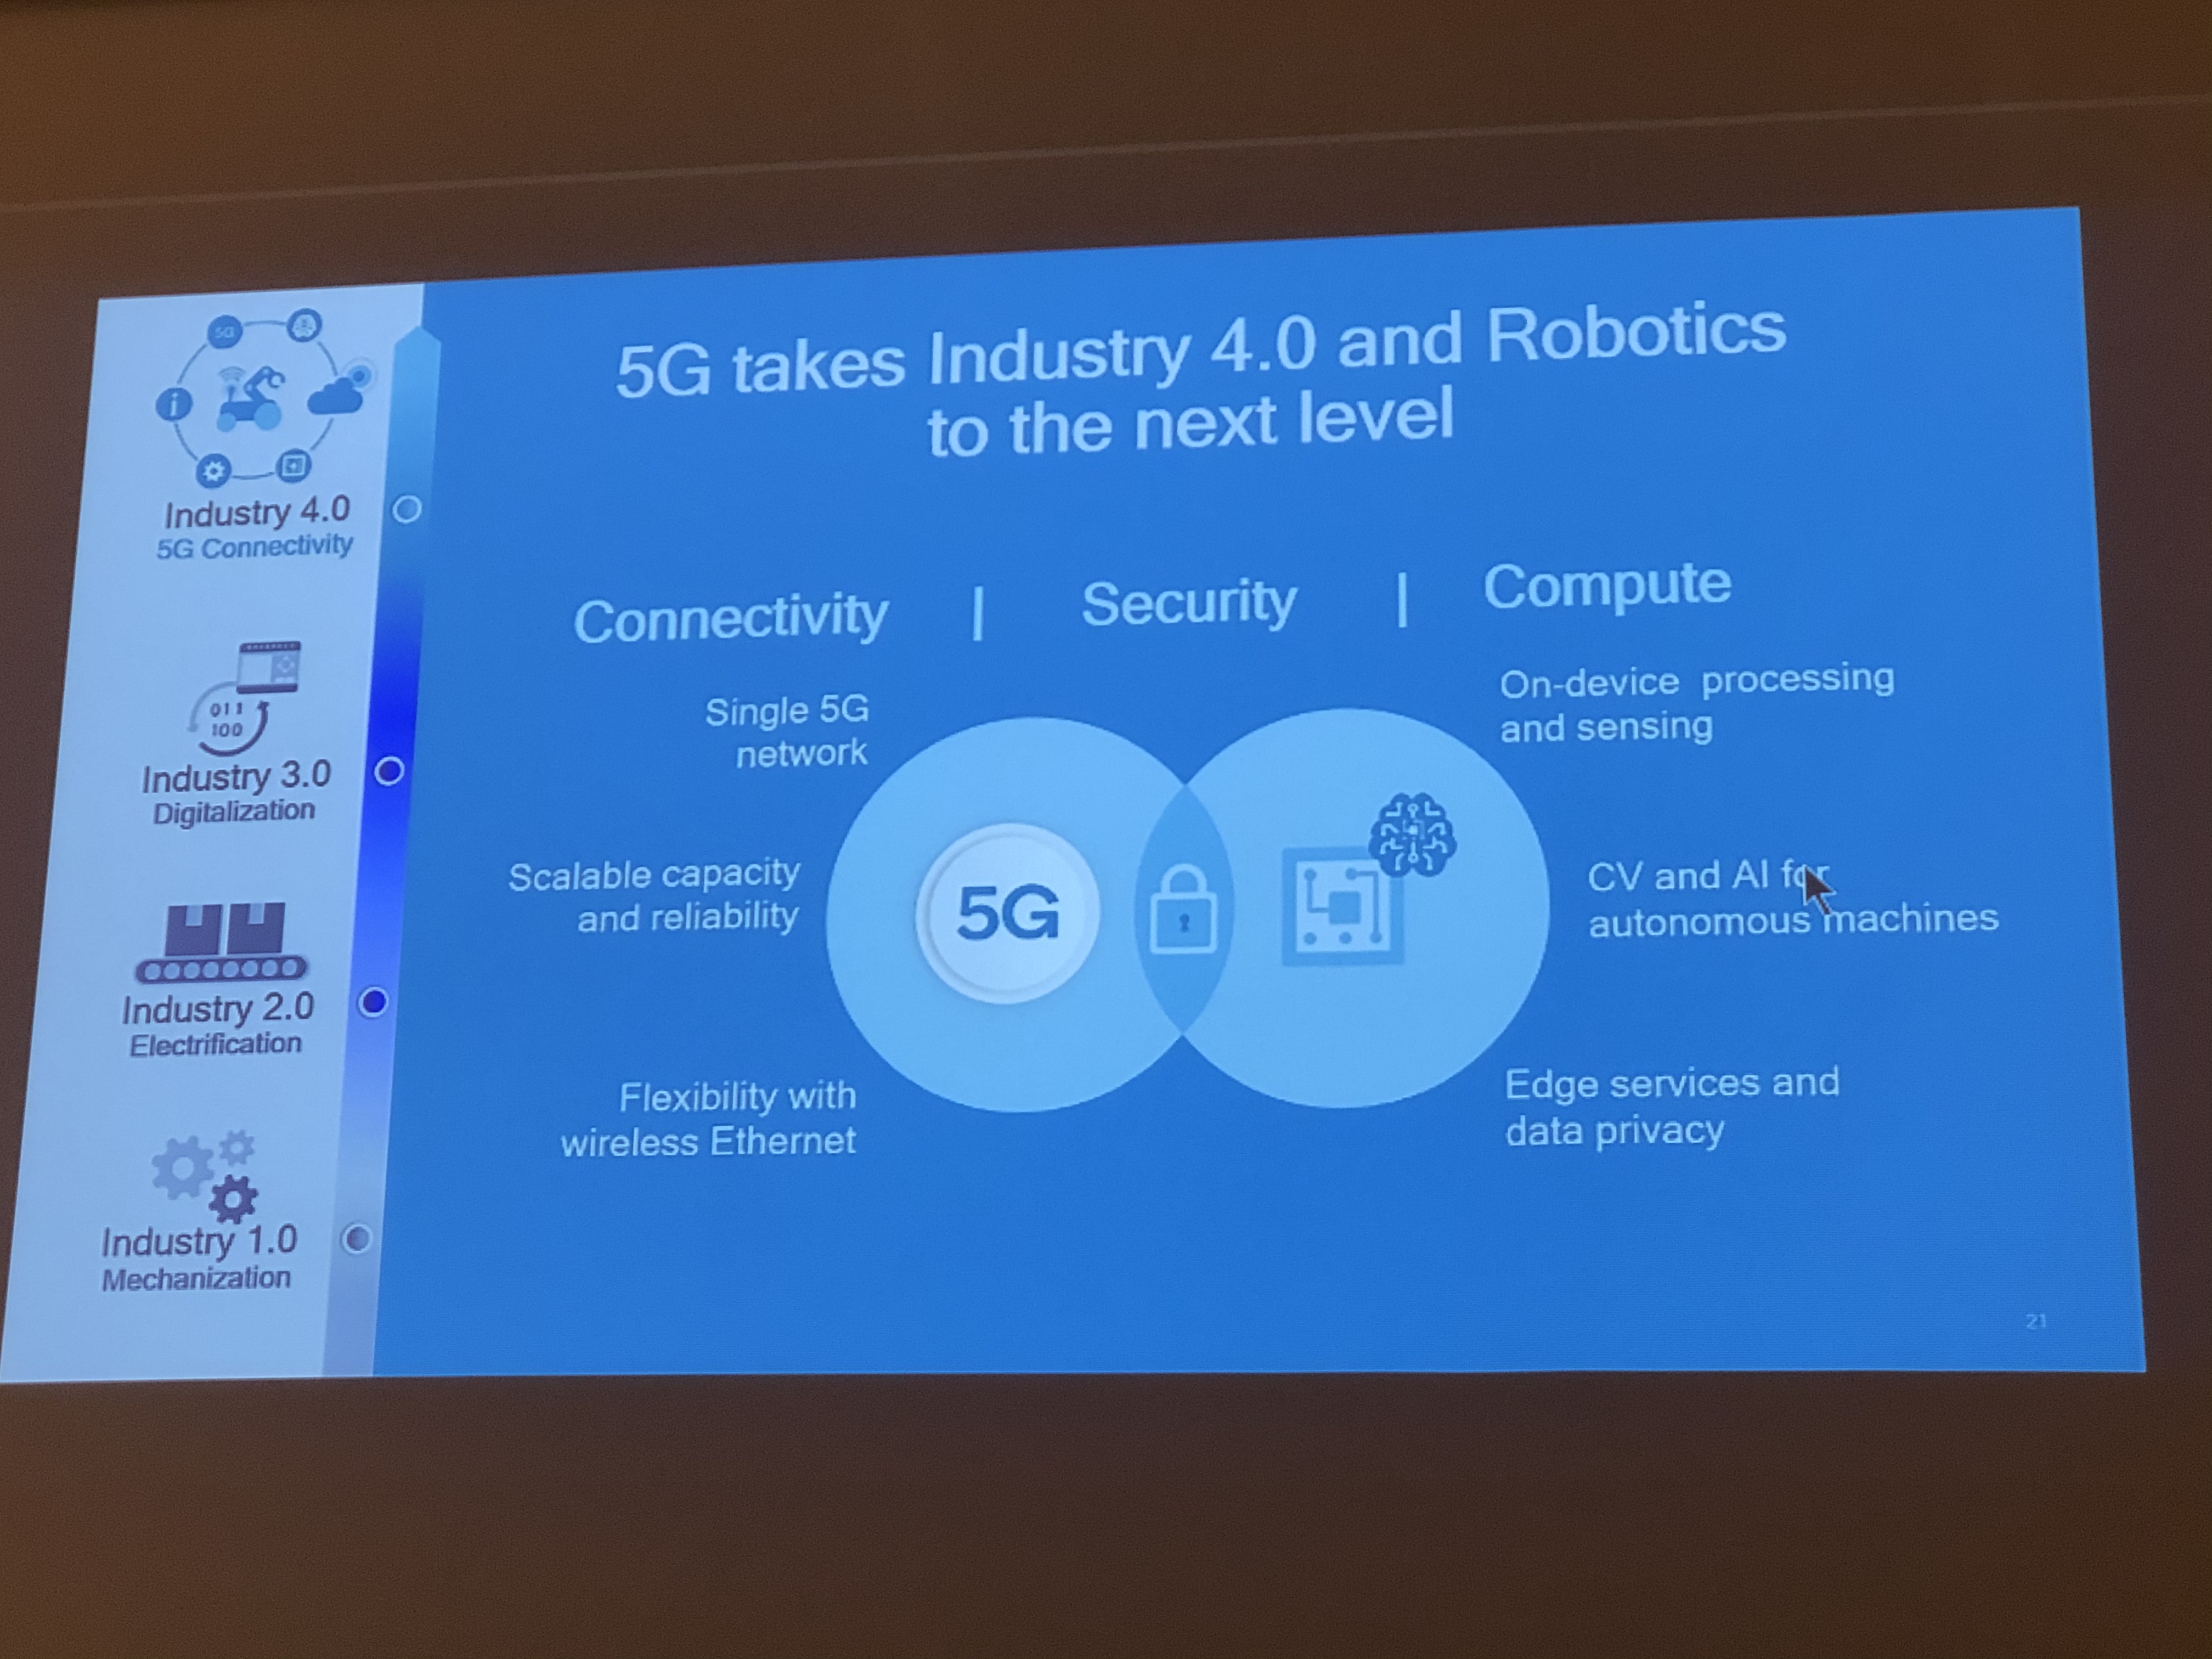 5G
i
Industry 4.0
5G Connectivity
011
100
Industry 3.0
Digitalization
Industry 2.0
Electrification
Industry 1.0
Mechanization
5G takes Industry 4.0 and Robotics
to the next level
Connectivity | Security | Compute
Single 5G
network
Scalable capacity
and reliability
Flexibility with
wireless Ethernet
5G
On-device processing
and sensing
CV and AI for
autonomous machines
Edge services and
data privacy
21